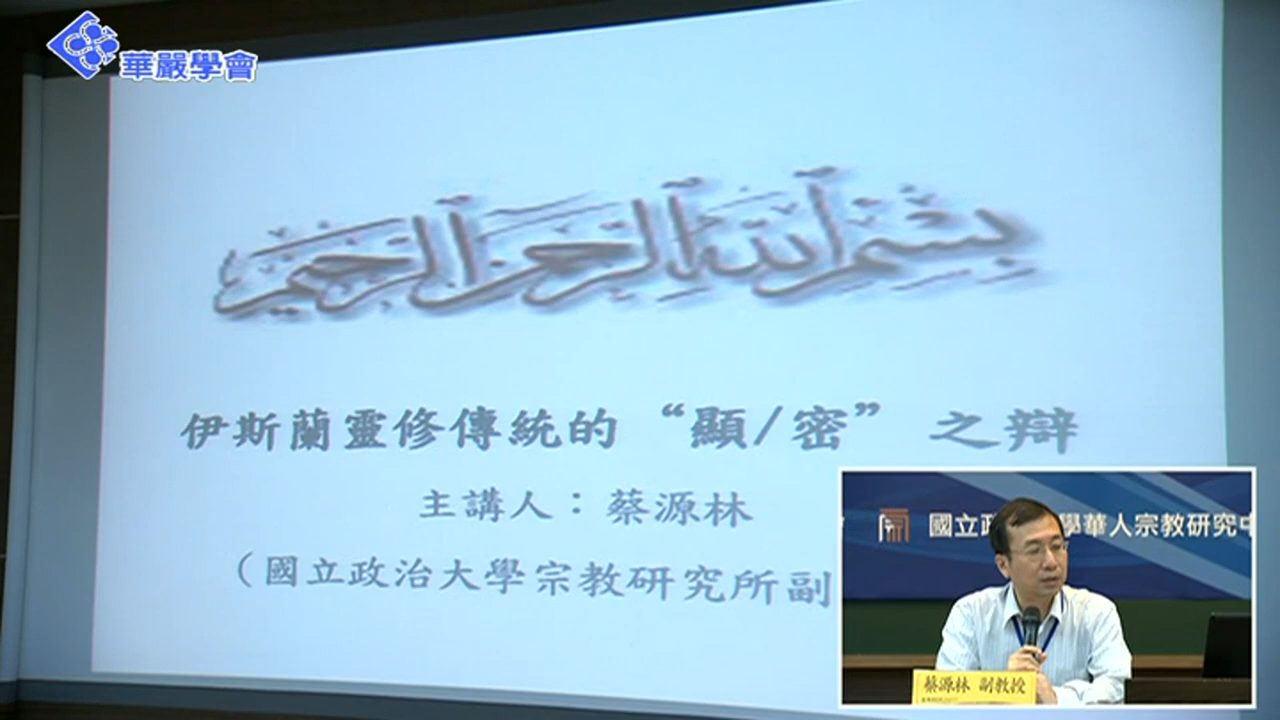 華嚴學會
بسم الله الرحمن الرحيم
伊斯蘭靈修傳統的“顯/密”之辯
主講人：蔡源林
（國立政治大學宗教研究所副
國立政 學華人宗教研究中
蔡源林 副教授